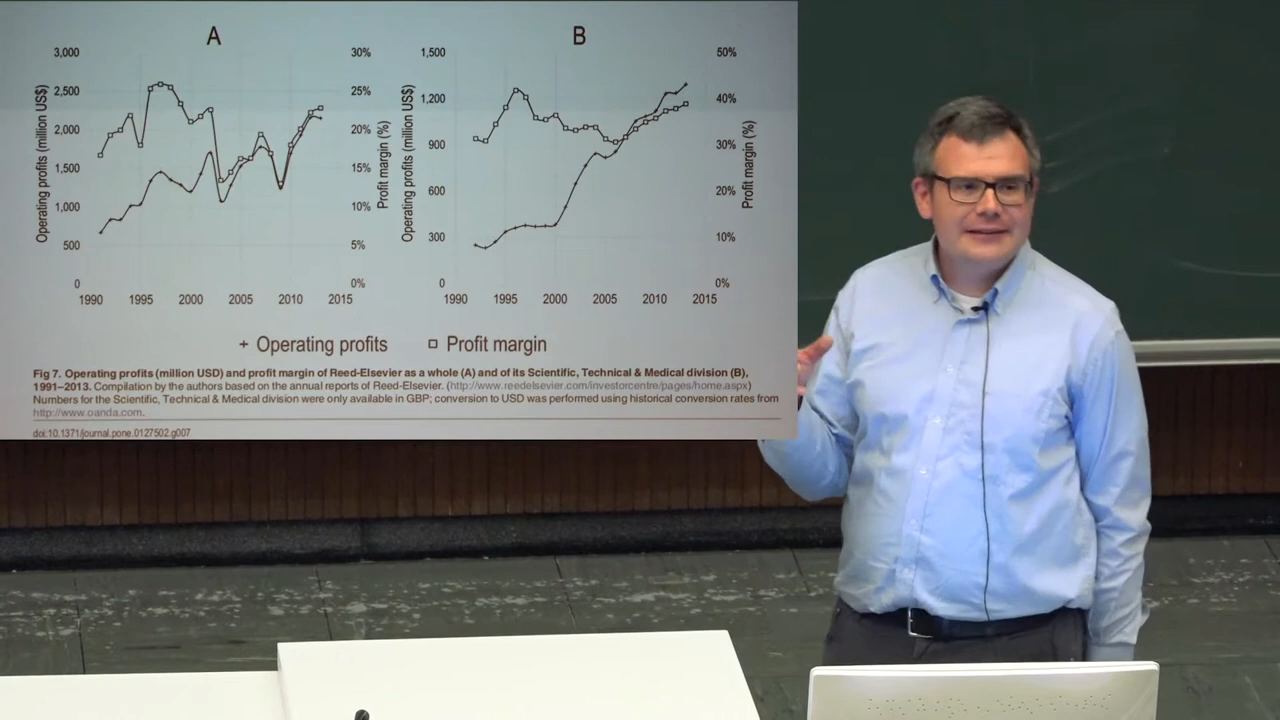 A
B
3,000
2,500
2,000
1,500
1,000
500
0
Operating profits (million US$)
30%
25%
20%
15%
10%
5%
0%
Profit margin (%)
1990 1995 2000 2005 2010 2015
1,500
1,200
900
600
300
0
Operating profits (million US$)
50%
40%
30%
20%
10%
0%
Profit margin (%)
1990 1995 2000 2005 2010 2015
Operating profits
Profit margin
Fig 7. Operating profits (million USD) and profit margin of Reed-Elsevier as a whole (A) and of its Scientific, Technical & Medical division (B),
1991–2013. Compilation by the authors based on the annual reports of Reed-Elsevier. (http://www.reedelsevier.com/investorcentre/pages/home.aspx)
Numbers for the Scientific, Technical & Medical division were only available in GBP; conversion to USD was performed using historical conversion rates from
http://www.oanda.com.
doi:10.1371/journal.pone.0127502.g007